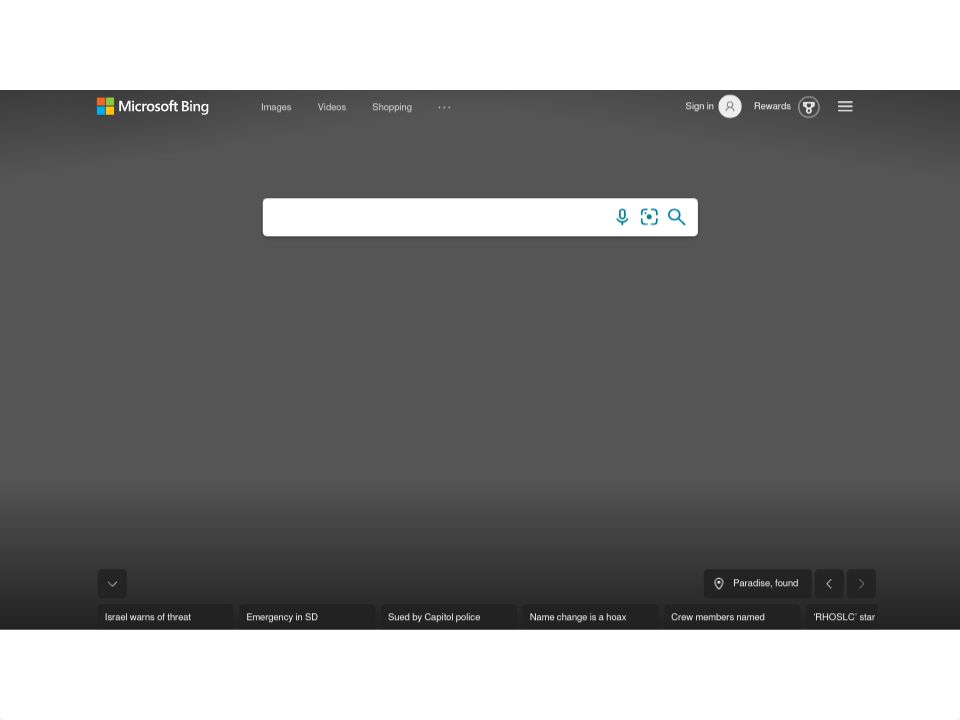 Microsoft Bing Images Videos Shopping ... Sign in Rewards
Paradise, found
Israel warns of threat Emergency in SD Sued by Capitol police Name change is a hoax Crew members named 'RHOSLC' star